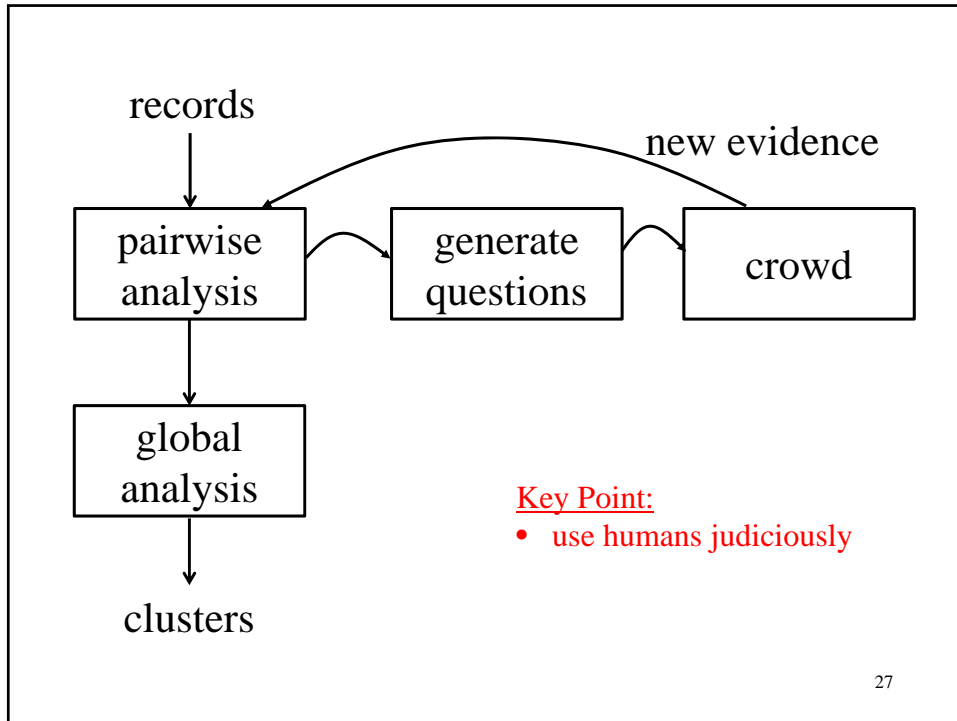 records
new evidence
pairwise
analysis
generate
questions
crowd
global
analysis
Key Point:
• use humans judiciously
clusters
27